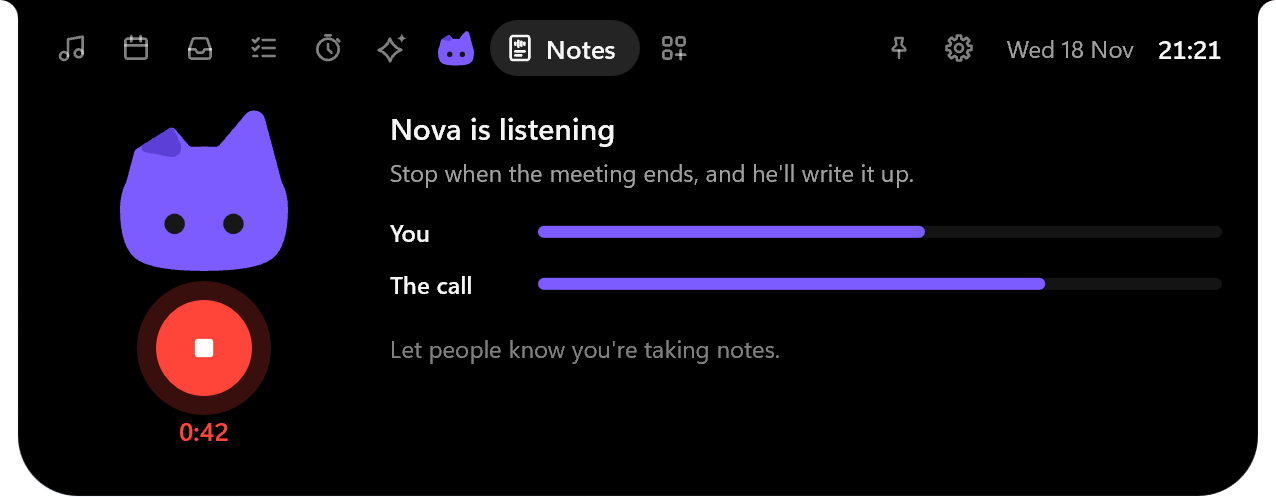 Notes
Wed 18 Nov
21:21
Nova is listening
Stop when the meeting ends, and he'll write it up.
You
The call
Let people know you're taking notes.
0:42